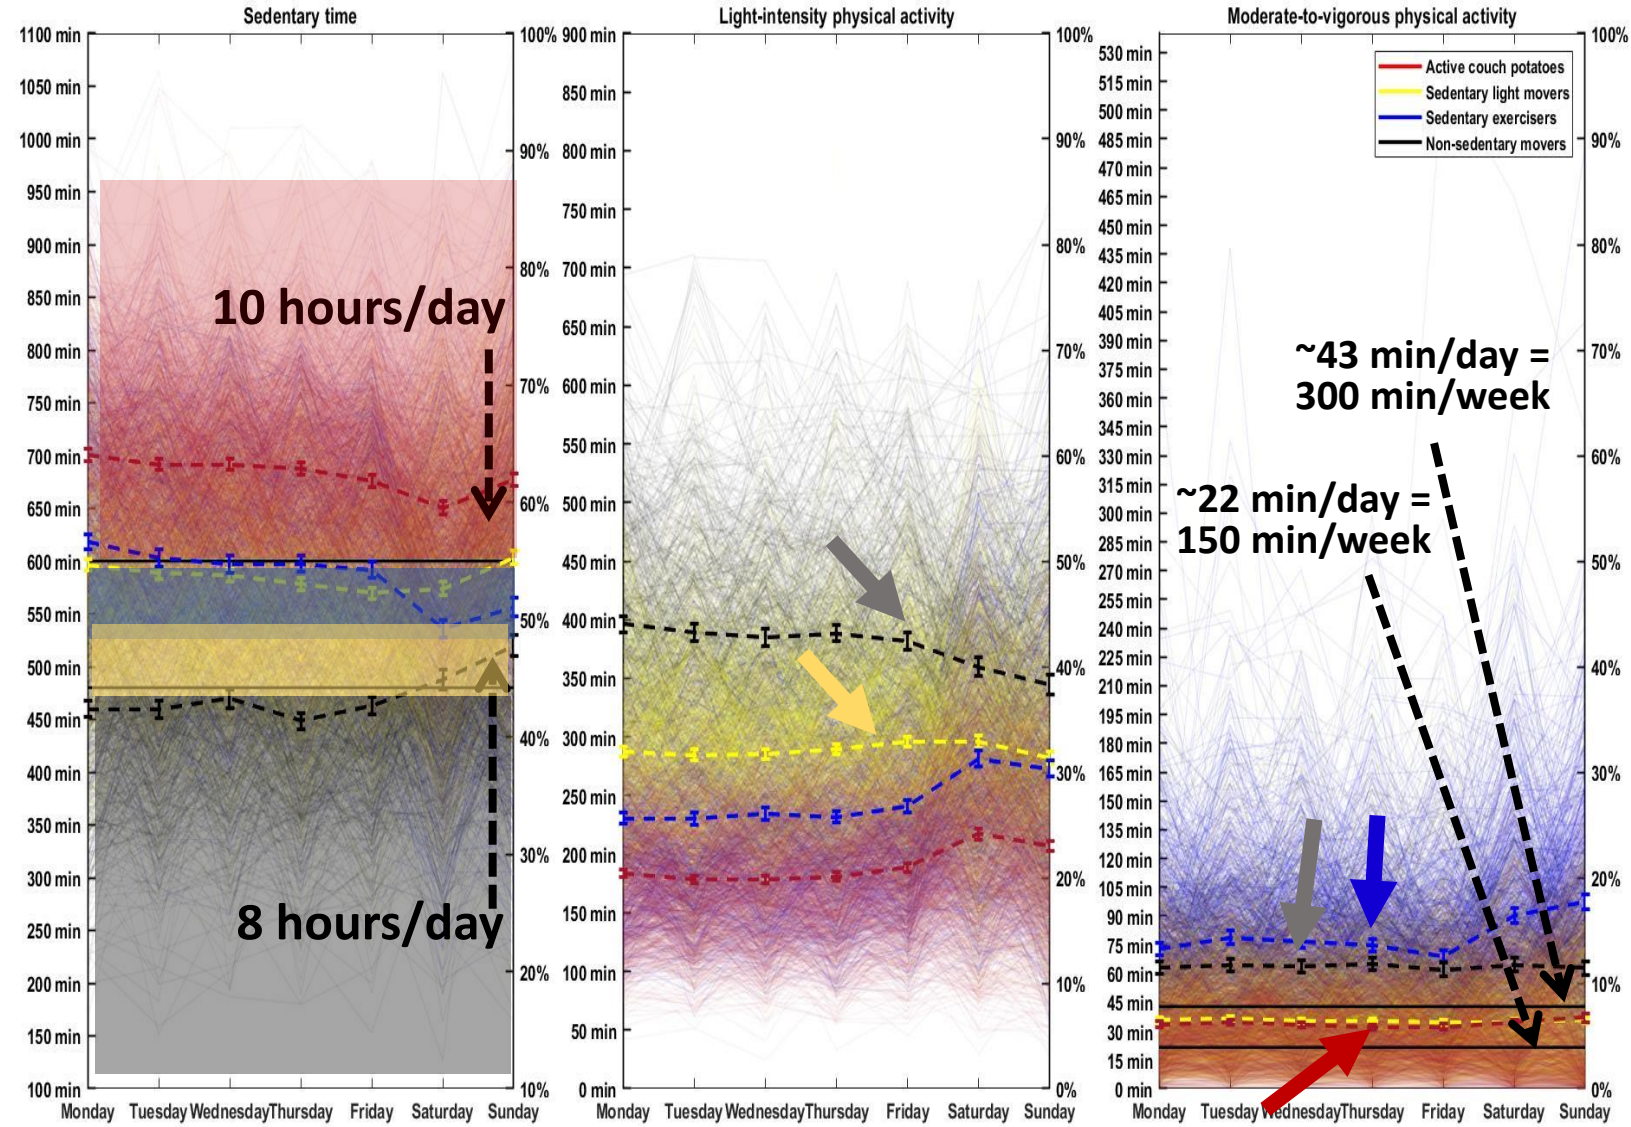 Sedentary time
1100 min
1050 min
1000 min
950 min
900 min
850 min
800 min
750 min
700 min
650 min
600 min
550 min
500 min
450 min
400 min
350 min
300 min
250 min
200 min
150 min
100 min
100%
90%
80%
70%
60%
50%
40%
30%
20%
10%
10 hours/day
8 hours/day
Monday Tuesday Wednesday Thursday Friday Saturday Sunday
Light-intensity physical activity
900 min
850 min
800 min
750 min
700 min
650 min
600 min
550 min
500 min
450 min
400 min
350 min
300 min
250 min
200 min
150 min
100 min
50 min
0 min
100%
90%
80%
70%
60%
50%
40%
30%
20%
10%
0%
Monday Tuesday Wednesday Thursday Friday Saturday Sunday
Moderate-to-vigorous physical activity
530 min
515 min
500 min
485 min
470 min
465 min
450 min
435 min
420 min
405 min
390 min
375 min
360 min
345 min
330 min
315 min
300 min
285 min
270 min
255 min
240 min
225 min
210 min
195 min
180 min
165 min
150 min
135 min
120 min
105 min
90 min
75 min
60 min
45 min
30 min
15 min
0 min
100%
90%
80%
70%
60%
50%
40%
30%
20%
10%
0%
Active couch potatoes
Sedentary light movers
Sedentary exercisers
Non-sedentary movers
~43 min/day =
300 min/week
~22 min/day =
150 min/week
Monday Tuesday Wednesday Thursday Friday Saturday Sunday